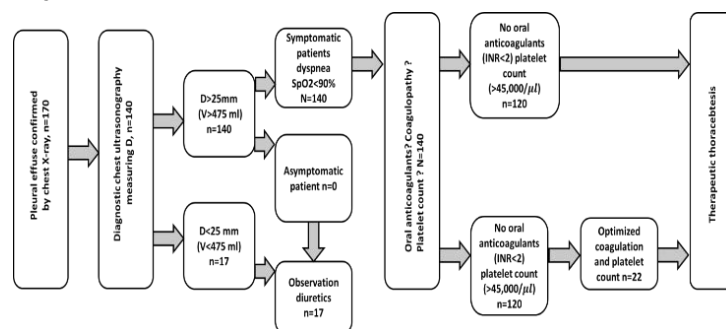 Pleural effuse confirmed
by chest X-ray, n=170
Diagnostic chest ultrasonography
measuring D, n=140
D>25mm
(V>475 ml)
n=140
D<25 mm
(V<475 ml)
n=17
Symptomatic
patients
dyspnea
SpO2<90%
N=140
Asymptomatic
patient n=0
Observation
diuretics
n=17
Oral anticoagulants? Coagulopathy ?
Platelet count ? N=140
No oral
anticoagulants
(INR<2) platelet
count
(>45,000/μl)
n=120
No oral
anticoagulants
(INR<2)
platelet count
(>45,000/μl)
n=120
Optimized
coagulation
and platelet
count n=22
Therapeutic thoracebtesis